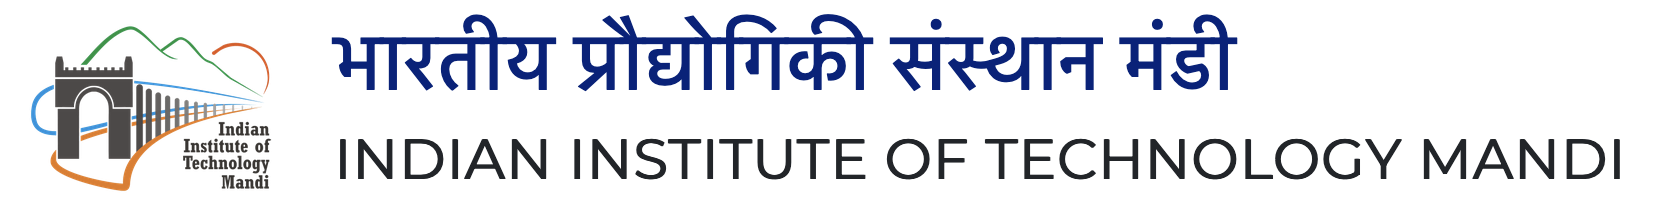 Indian
Institute of
Technology
Mandi
भारतीय प्रौद्योगिकी संस्थान मंडी
INDIAN INSTITUTE OF TECHNOLOGY MANDI